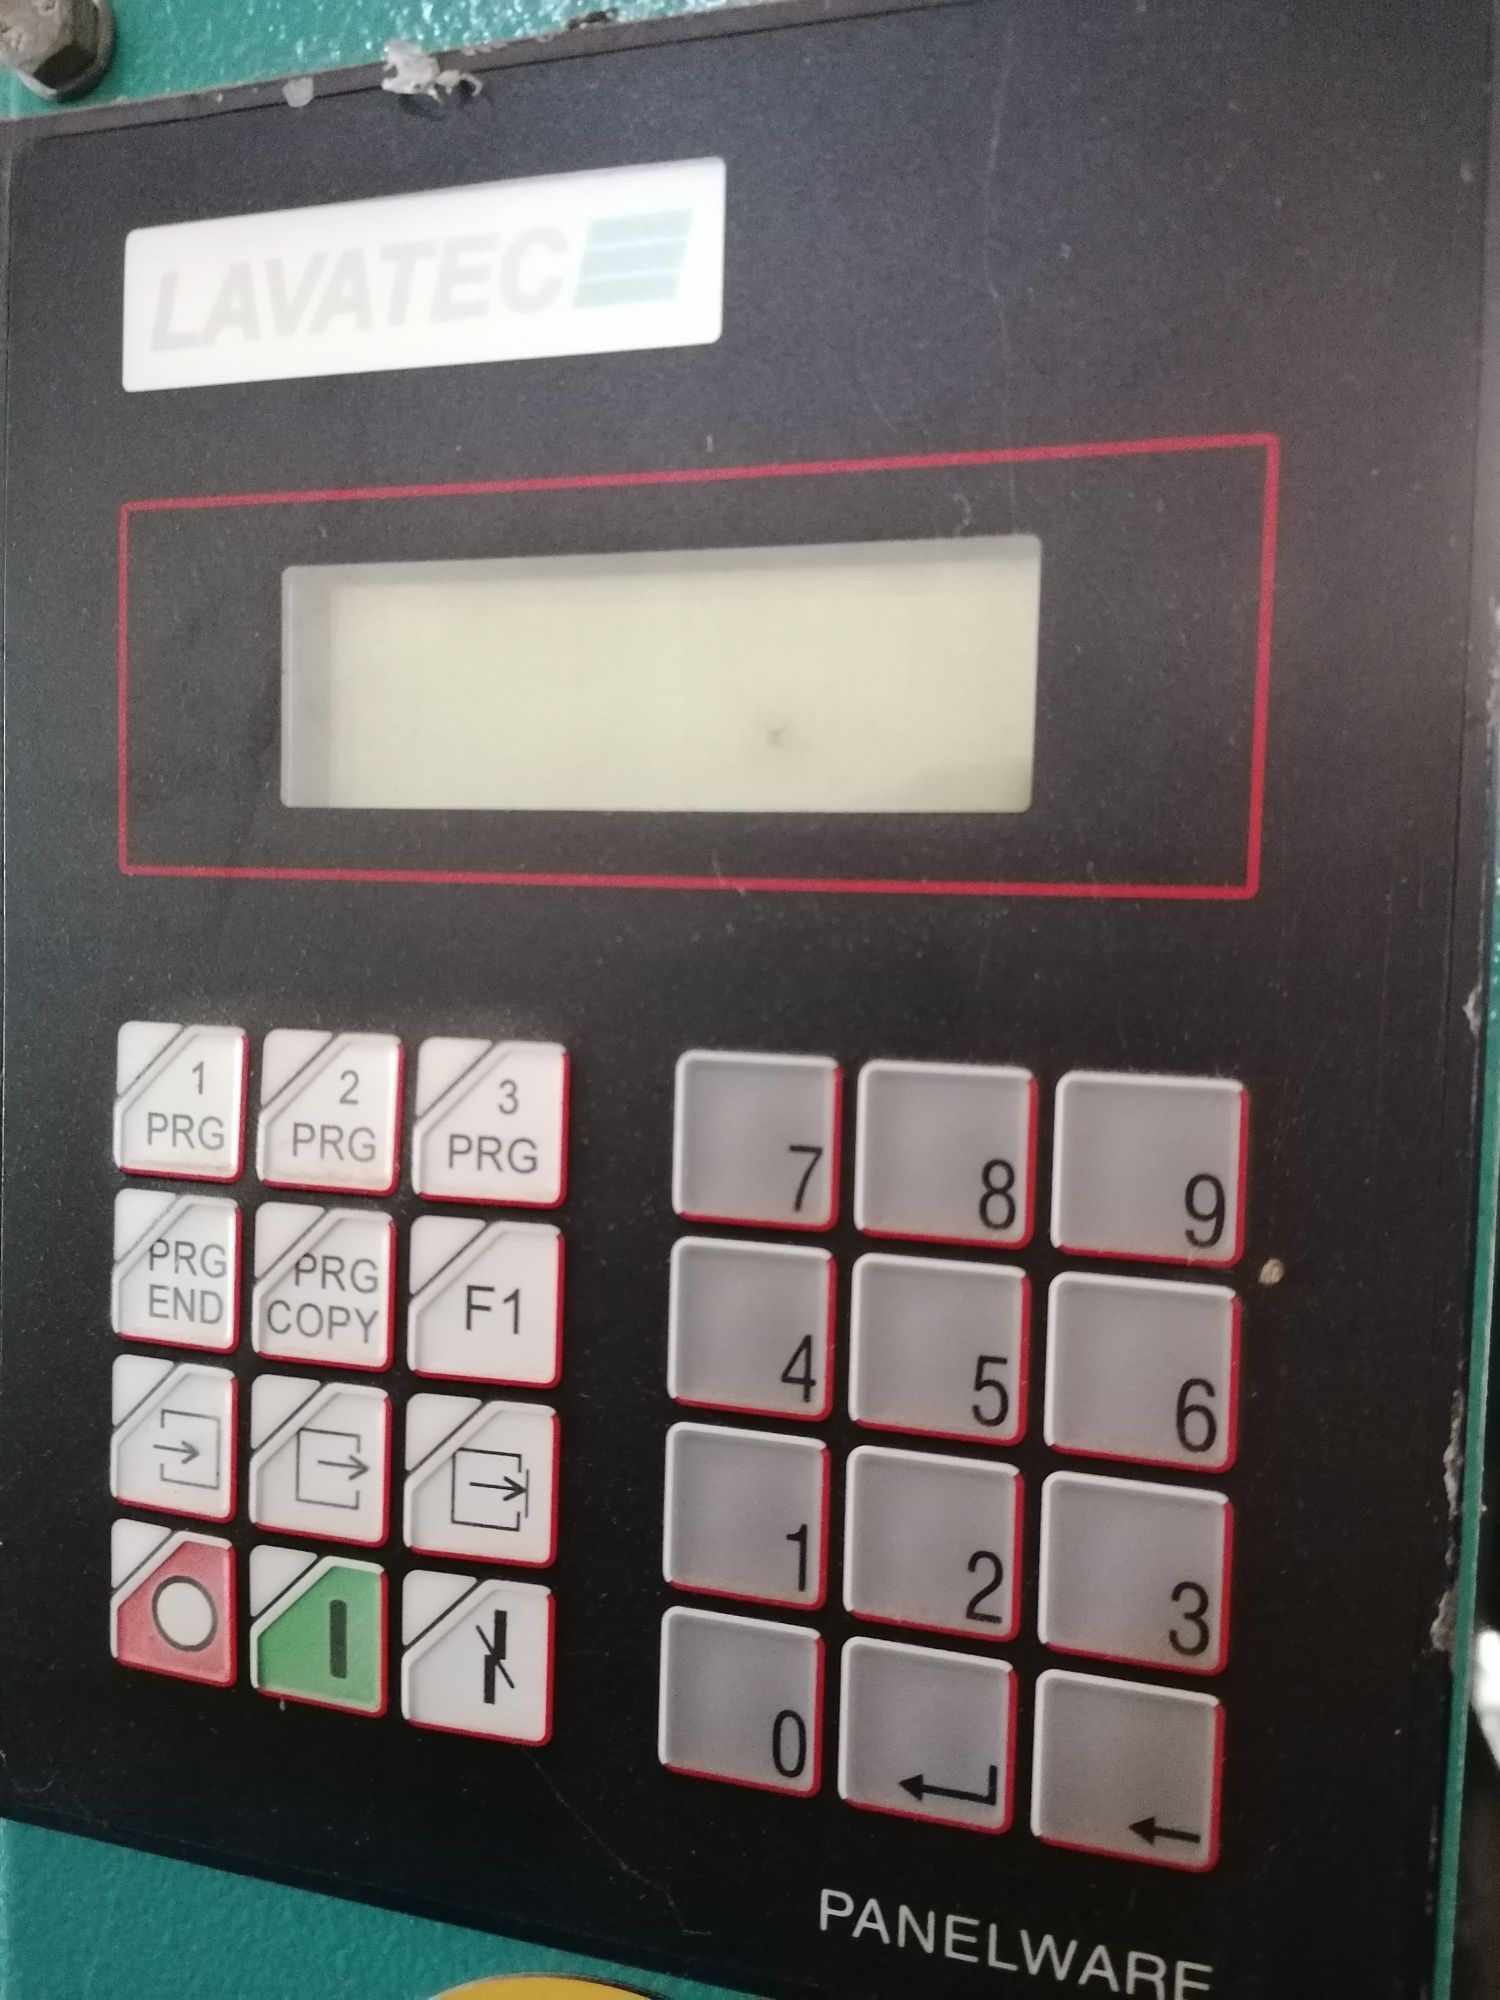 LAVATEC
1 PRG
2 PRG
3 PRG
PRG END
PRG COPY
F1
7 8 9
4 5 6
1 2 3
0
PANELWARE